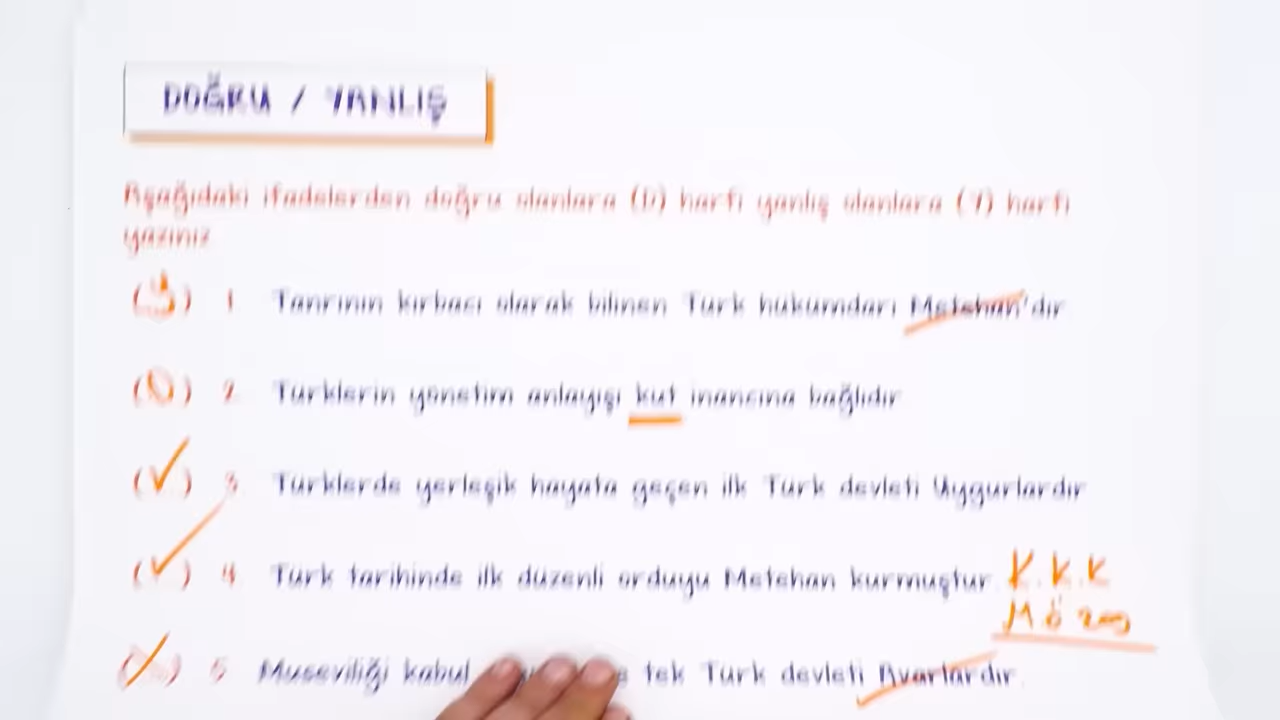 DOĞRU / YANLIŞ
Aşağıdaki ifadelerden doğru olanlara (D) harfi yanlış olanlara (Y) harfi
yazınız
(Y) 1 Tanrının kırbacı olarak bilinen Türk hükümdarı Metehan'dır
(D) 2 Türklerin yönetim anlayışı kut inancına bağlıdır
(✓) 3 Türklerde yerleşik hayata geçen ilk Türk devleti Uygurlardır
(✓) 4 Türk tarihinde ilk düzenli orduyu Metehan kurmuştur K.K.K
MÖ 209
5 Museviliği kabul tek Türk devleti Avarlardır